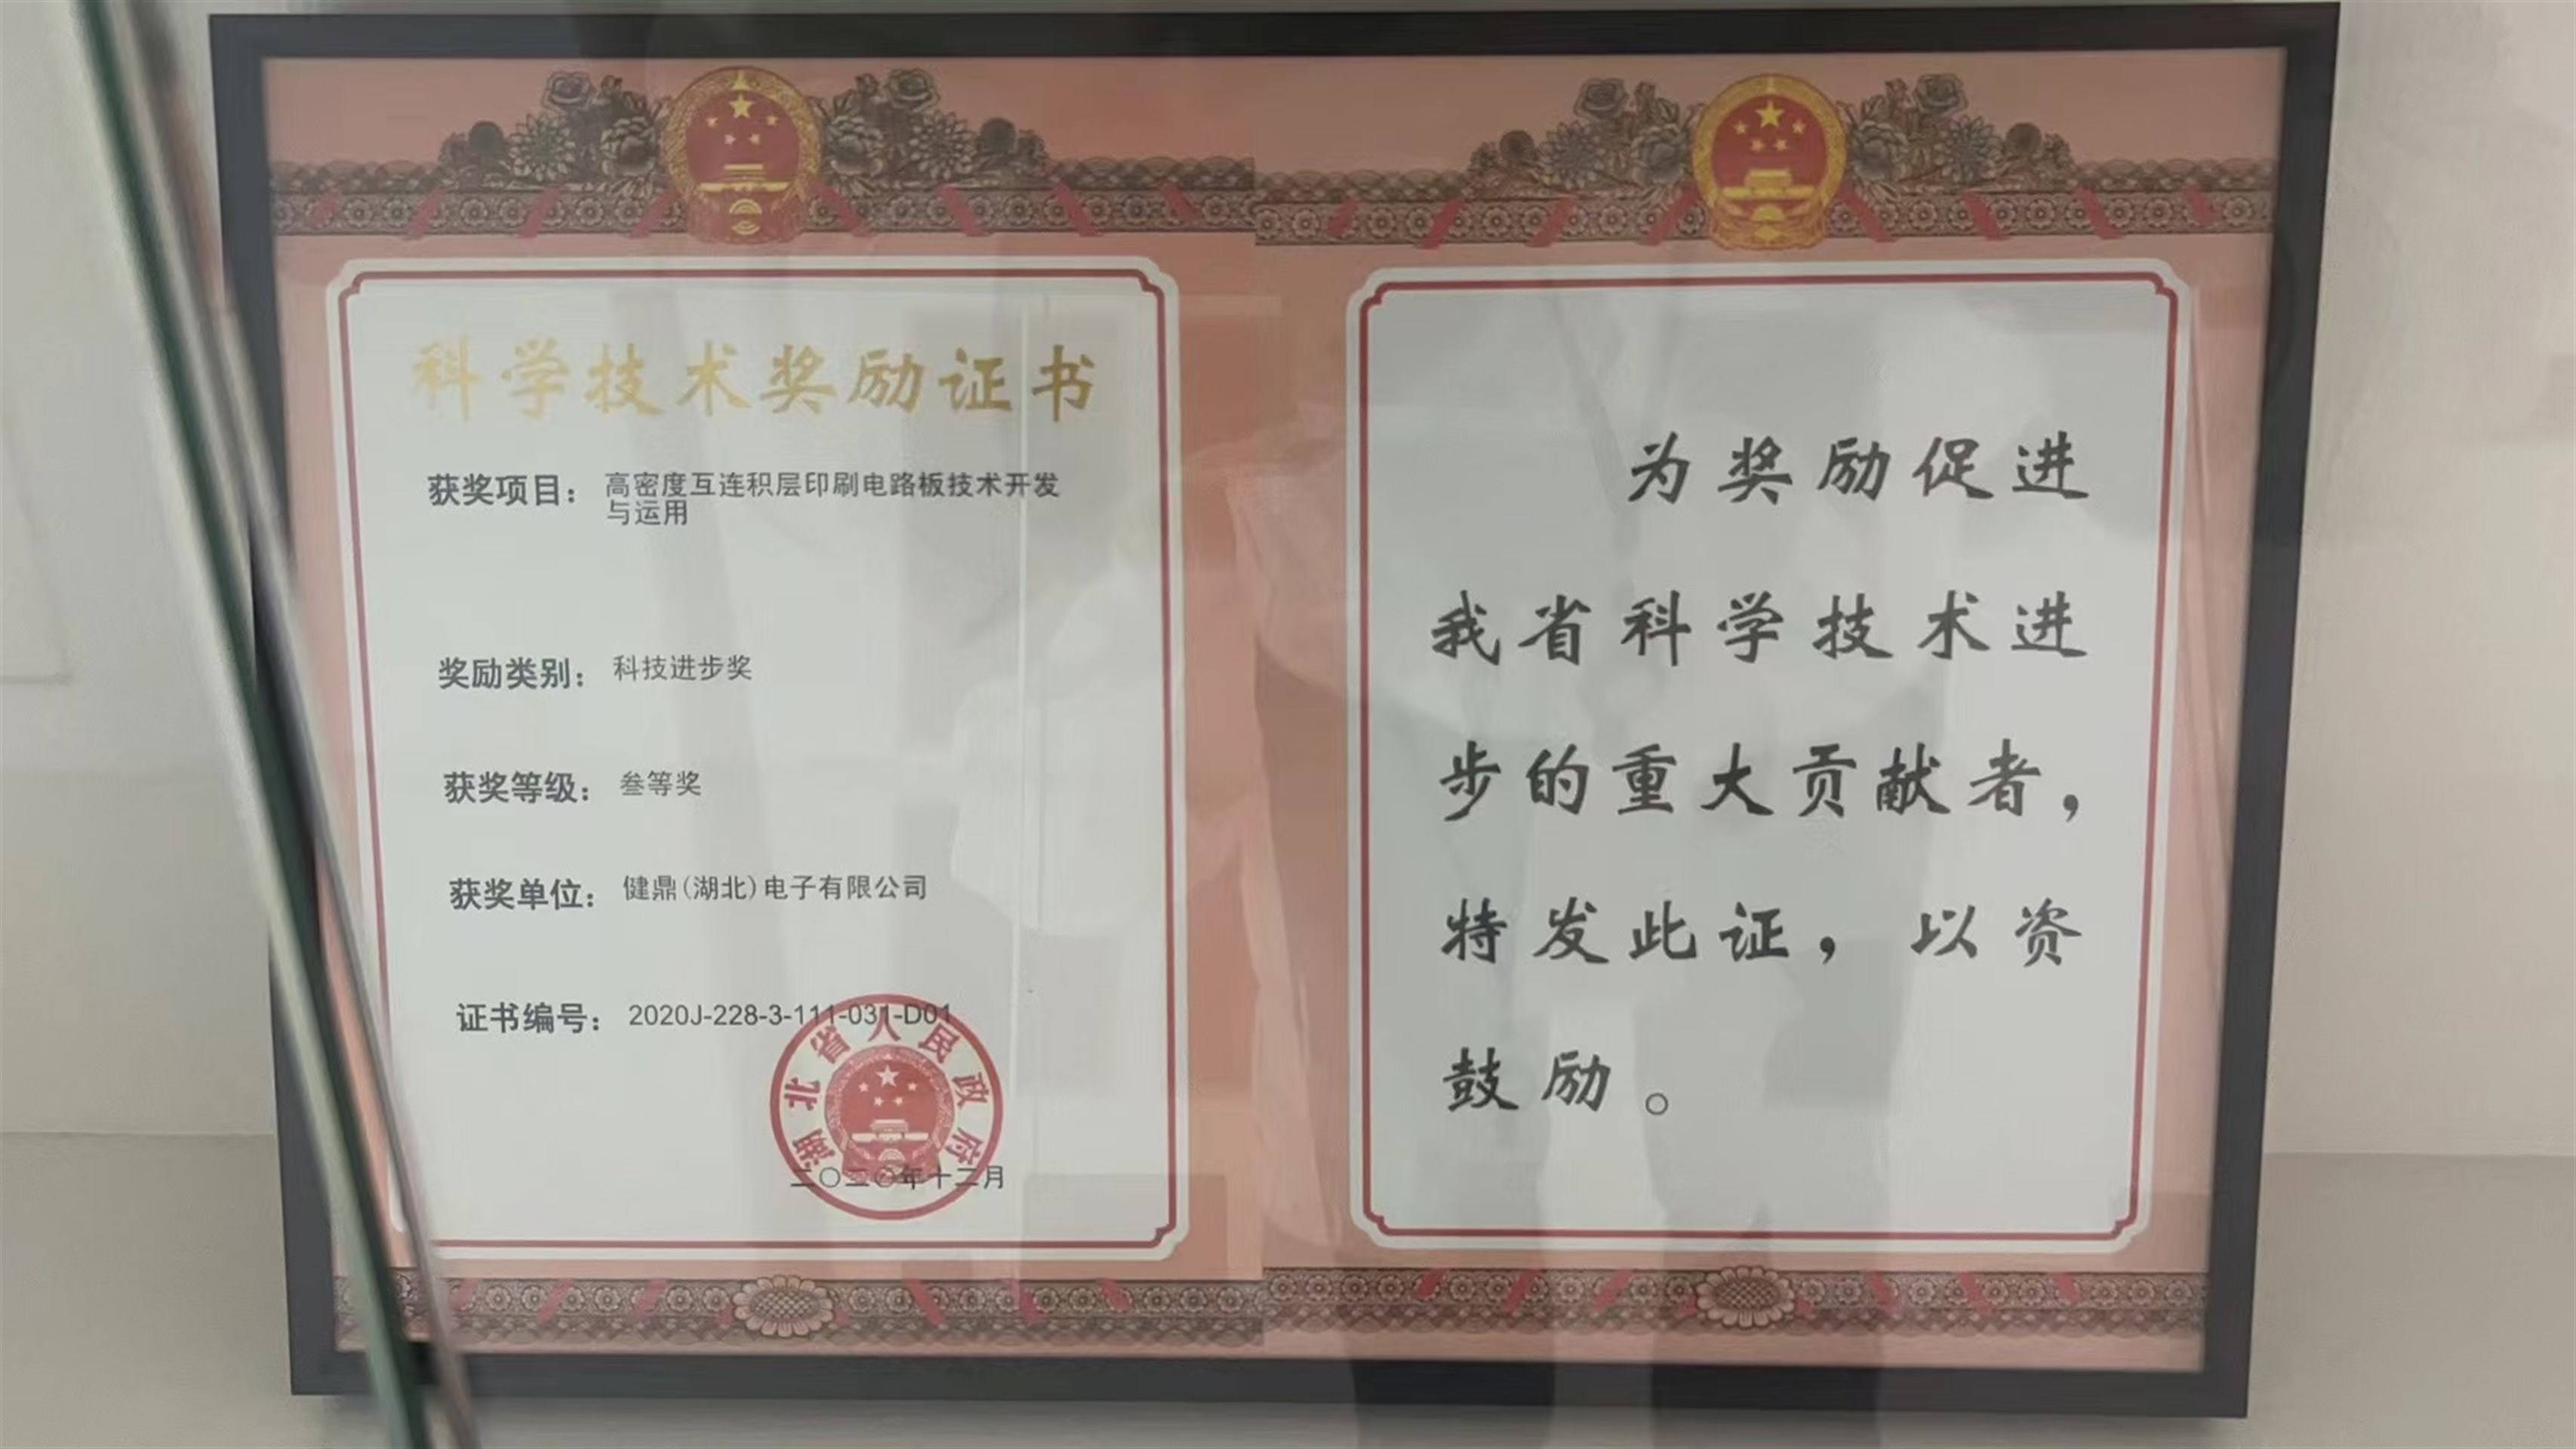 科学技术奖励证书
获奖项目：高密度互连积层印刷电路板技术开发
与运用
奖励类别：科技进步奖
获奖等级：叁等奖
获奖单位：健鼎(湖北)电子有限公司
证书编号：2020J-228-3-111-031-D01
湖北省人民政府
二〇二〇年十二月
为奖励促进
我省科学技术进
步的重大贡献者，
特发此证，以资
鼓励。